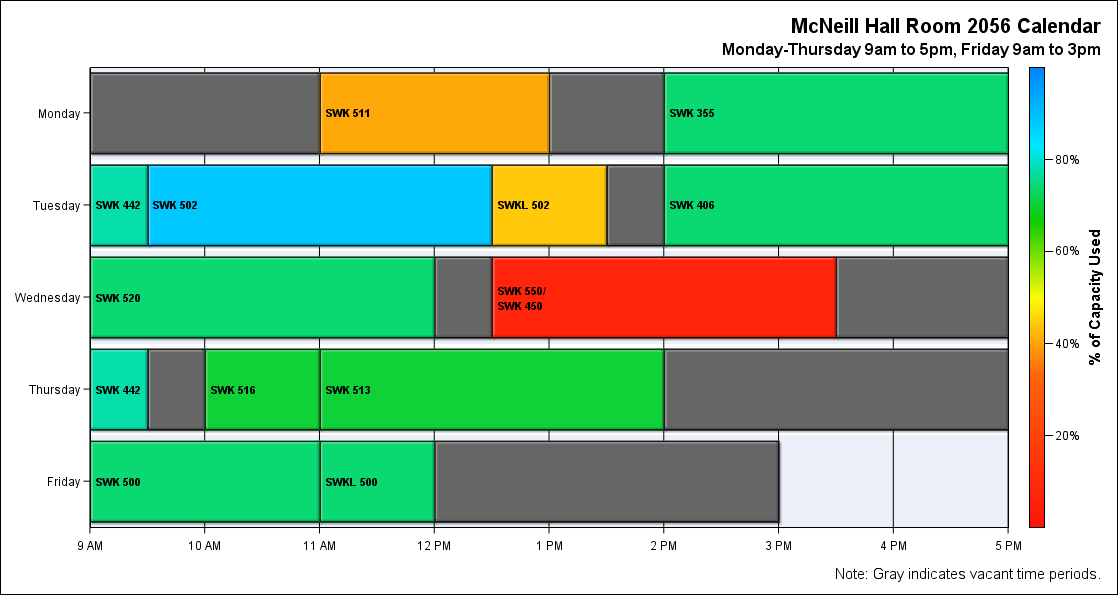 McNeill Hall Room 2056 Calendar
Monday-Thursday 9am to 5pm, Friday 9am to 3pm
Monday
SWK 511
SWK 355
Tuesday
SWK 442
SWK 502
SWKL 502
SWK 406
Wednesday
SWK 520
SWK 550/
SWK 450
Thursday
SWK 442
SWK 516
SWK 513
Friday
SWK 500
SWKL 500
9 AM
10 AM
11 AM
12 PM
1 PM
2 PM
3 PM
4 PM
5 PM
80%
60%
40%
20%
% of Capacity Used
Note: Gray indicates vacant time periods.